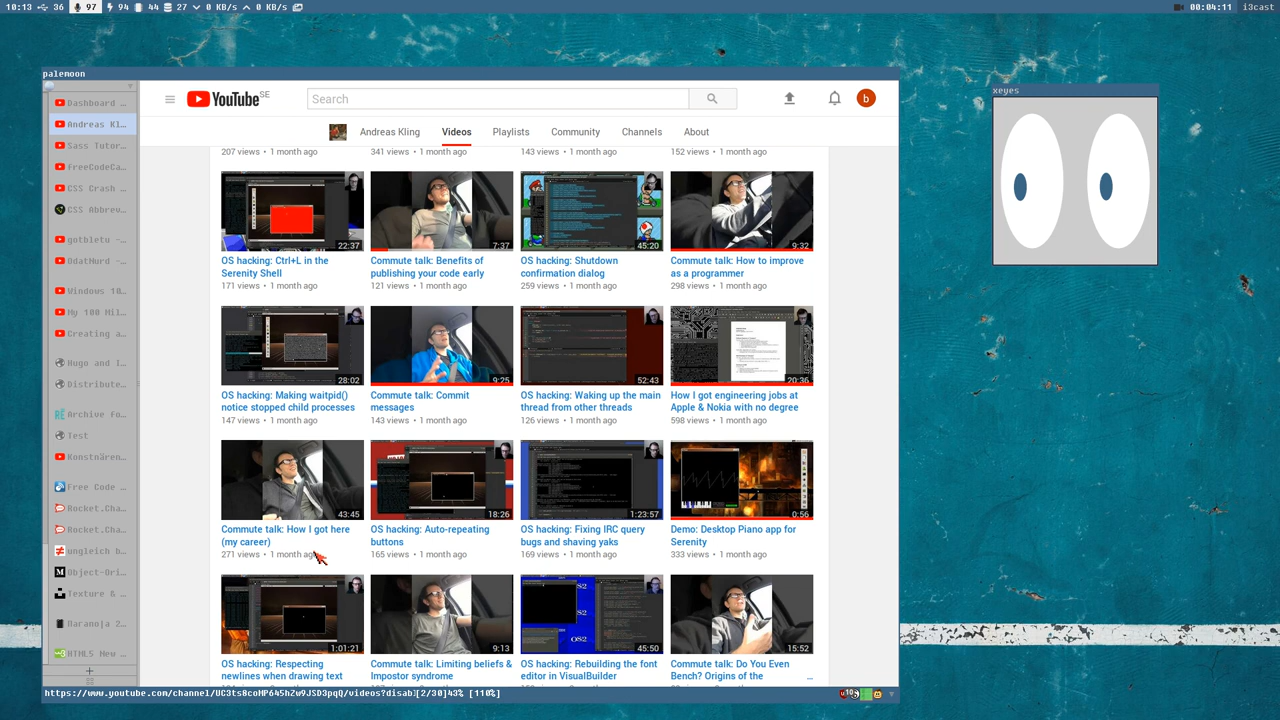 10:13 36 97 94 44 27 0 KB/s 0 KB/s
00:04:11 i3cast
palemoon
xeyes
Dashboard ...
Andreas Kl...
Sass Tutor...
FreeCodeCa...
CSS Crash ...
CSS Abbrev...
gotbletu -...
OdatNurd -...
Windows 10...
My 100 Mil...
Creating a...
Hugo and I...
Distribute...
Archive Fo...
Test
Konstnären...
Free Code ...
Rocket.Cha...
Rocket.Cha...
ungleich b...
Object-Ori...
Texture & ...
Naranoja 2...
HTML5 New ...
YouTube SE
Search
b
Andreas Kling Videos Playlists Community Channels About
207 views • 1 month ago 341 views • 1 month ago 143 views • 1 month ago 152 views • 1 month ago
22:37 7:37 45:20 9:32
OS hacking: Ctrl+L in the Commute talk: Benefits of OS hacking: Shutdown Commute talk: How to improve
Serenity Shell publishing your code early confirmation dialog as a programmer
171 views • 1 month ago 121 views • 1 month ago 259 views • 1 month ago 298 views • 1 month ago
28:02 9:25 52:43 20:36
OS hacking: Making waitpid() Commute talk: Commit OS hacking: Waking up the main How I got engineering jobs at
notice stopped child processes messages thread from other threads Apple & Nokia with no degree
147 views • 1 month ago 143 views • 1 month ago 126 views • 1 month ago 598 views • 1 month ago
43:45 18:26 1:23:57 0:56
Commute talk: How I got here OS hacking: Auto-repeating OS hacking: Fixing IRC query Demo: Desktop Piano app for
(my career) buttons bugs and shaving yaks Serenity
271 views • 1 month ago 165 views • 1 month ago 169 views • 1 month ago 333 views • 1 month ago
1:01:21 9:13 45:50 15:52
OS hacking: Respecting Commute talk: Limiting beliefs & OS hacking: Rebuilding the font Commute talk: Do You Even
newlines when drawing text Impostor syndrome editor in VisualBuilder Bench? Origins of the ...
https://www.youtube.com/channel/UC3ts8coMP645hZw9JSD3pqQ/videos?disab[2/30]43% [110%]